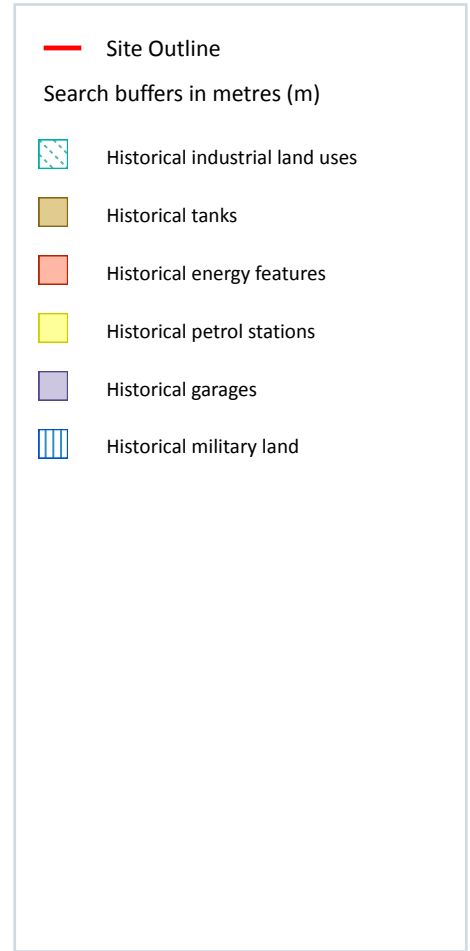 Site Outline
Search buffers in metres (m)
Historical industrial land uses
Historical tanks
Historical energy features
Historical petrol stations
Historical garages
Historical military land